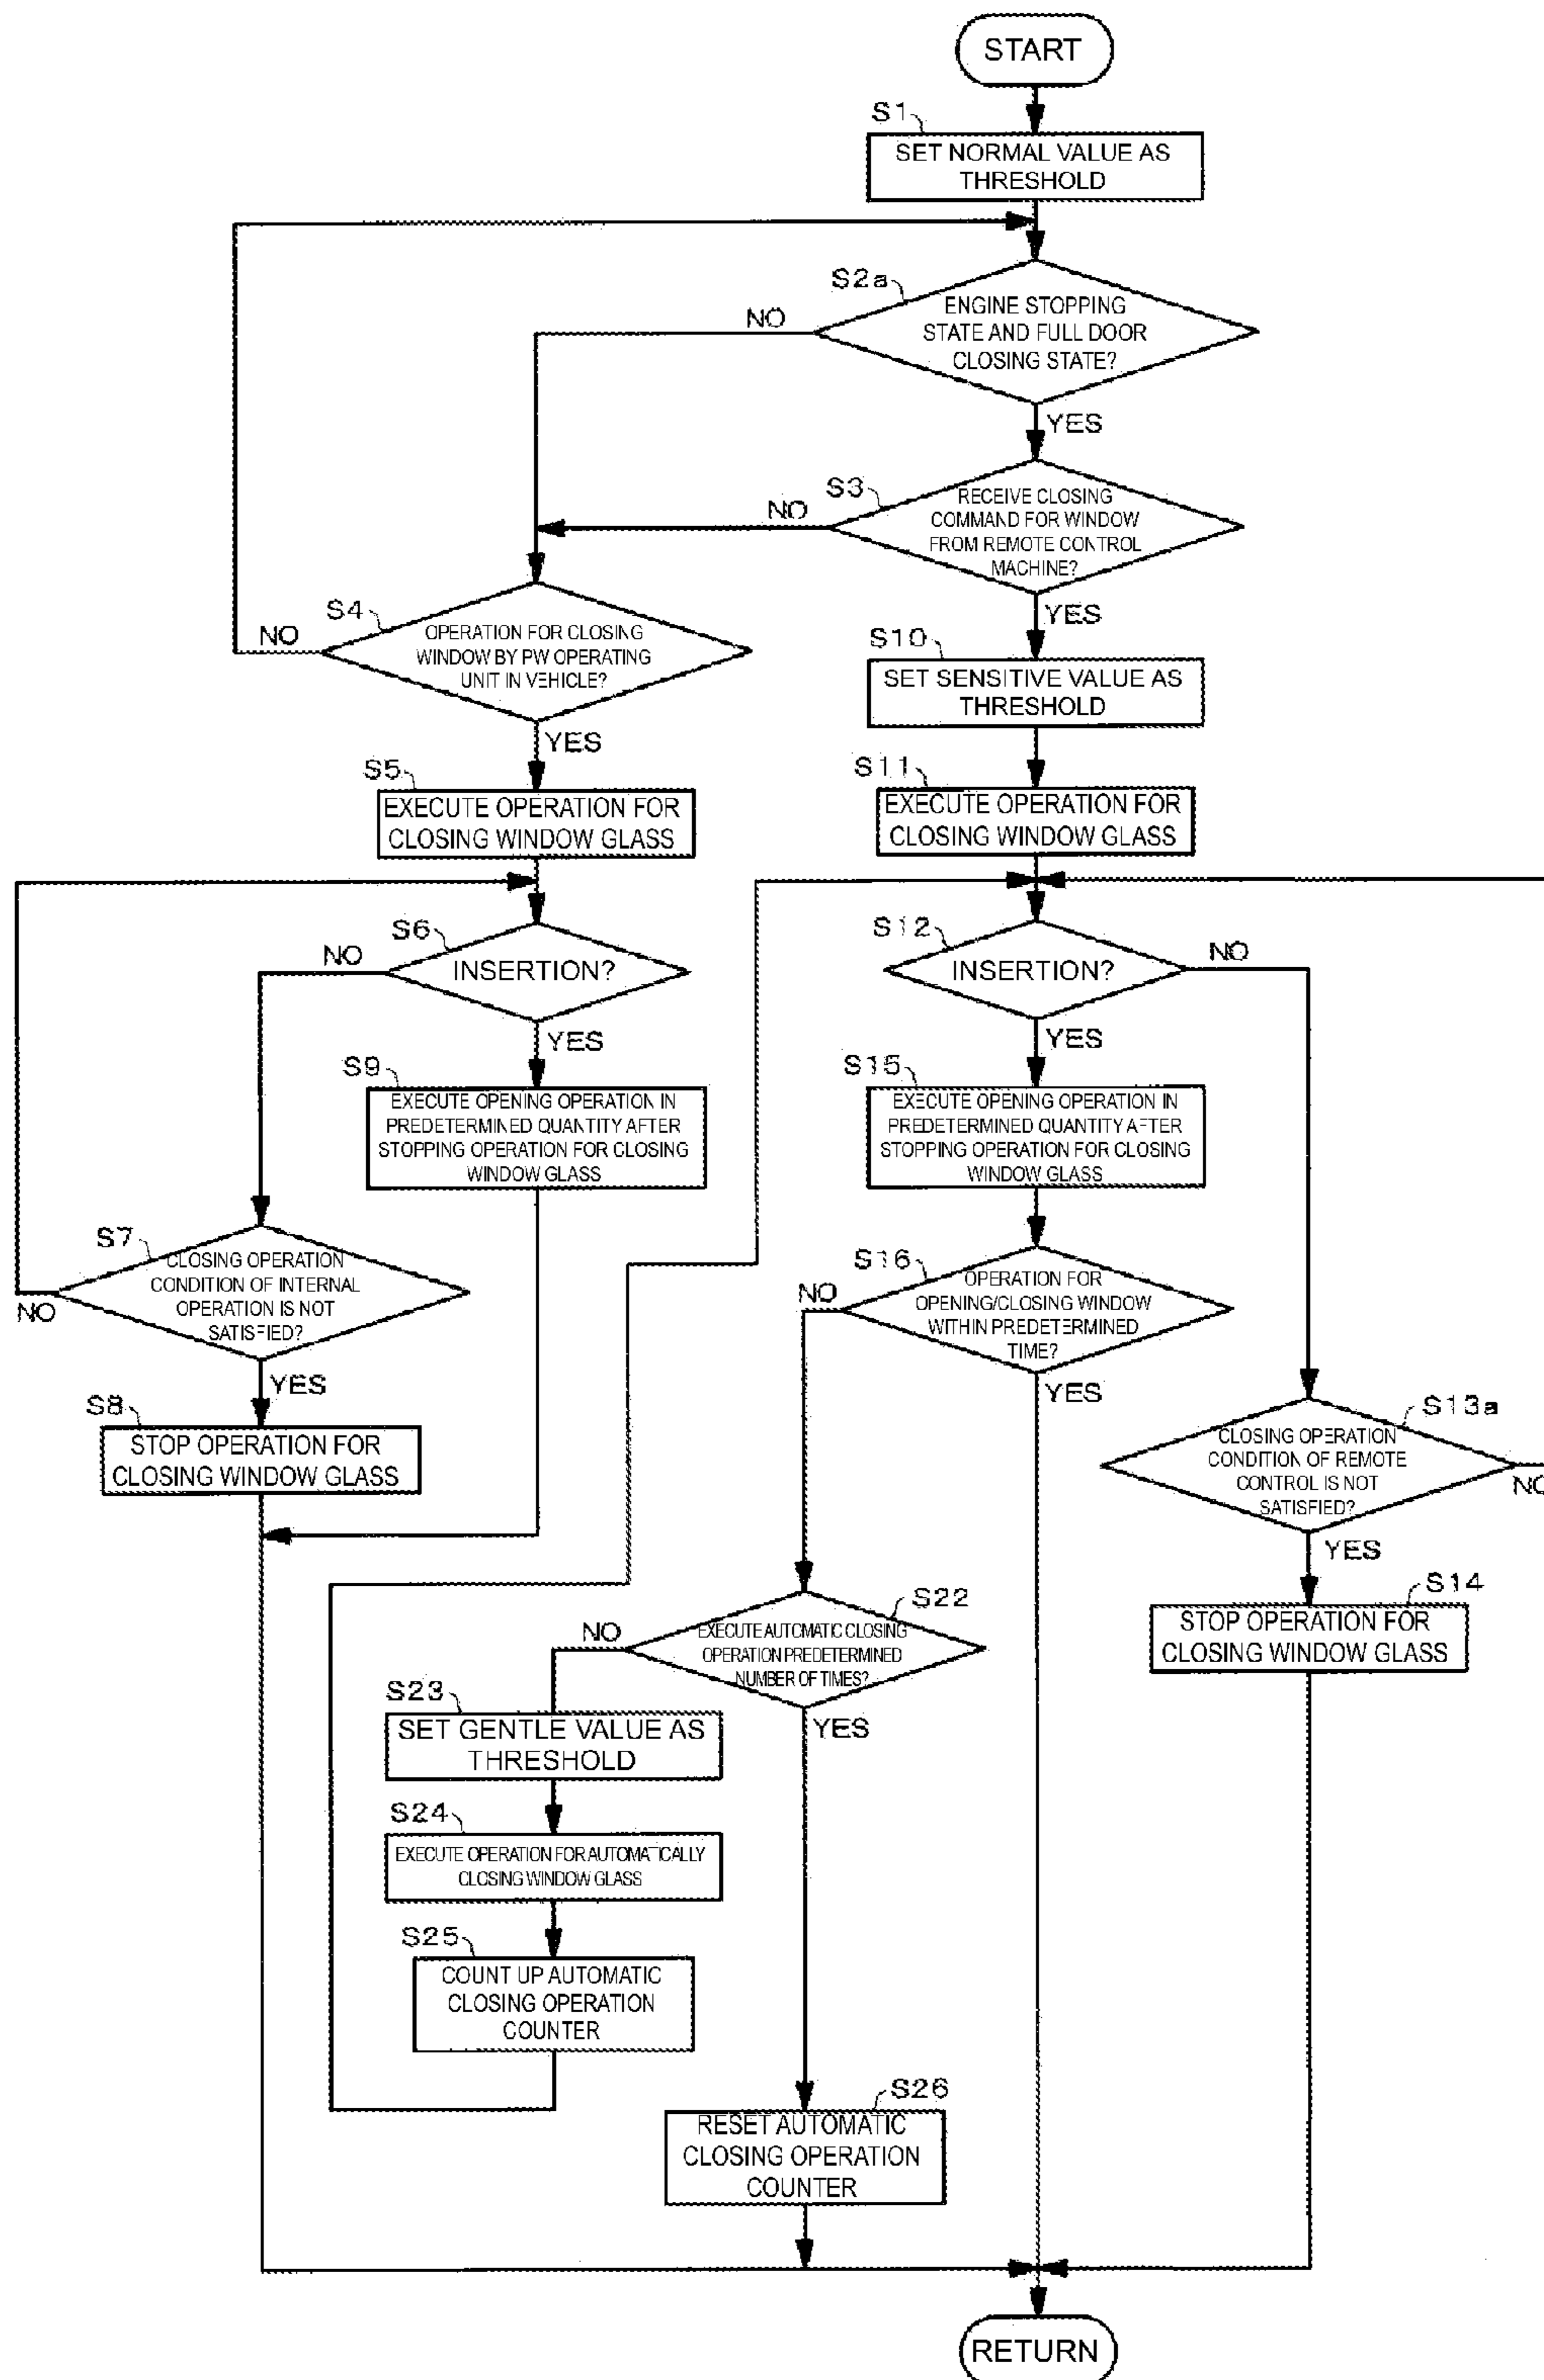 START
S1
SET NORMAL VALUE AS
THRESHOLD
S2a
ENGINE STOPPING
STATE AND FULL DOOR
CLOSING STATE?
NO
YES
S3
RECEIVE CLOSING
COMMAND FOR WINDOW
FROM REMOTE CONTROL
MACHINE?
NO
YES
S4
OPERATION FOR CLOSING
WINDOW BY PW OPERATING
UNIT IN VEHICLE?
NO
YES
S10
SET SENSITIVE VALUE AS
THRESHOLD
S5
EXECUTE OPERATION FOR
CLOSING WINDOW GLASS
S11
EXECUTE OPERATION FOR
CLOSING WINDOW GLASS
S6
INSERTION?
NO
YES
S12
INSERTION?
NO
YES
S9
EXECUTE OPENING OPERATION IN
PREDETERMINED QUANTITY AFTER
STOPPING OPERATION FOR CLOSING
WINDOW GLASS
S15
EXECUTE OPENING OPERATION IN
PREDETERMINED QUANTITY AFTER
STOPPING OPERATION FOR CLOSING
WINDOW GLASS
S7
CLOSING OPERATION
CONDITION OF INTERNAL
OPERATION IS NOT
SATISFIED?
NO
YES
S16
OPERATION FOR
OPENING/CLOSING WINDOW
WITHIN PREDETERMINED
TIME?
NO
YES
S8
STOP OPERATION FOR
CLOSING WINDOW GLASS
S13a
CLOSING OPERATION
CONDITION OF REMOTE
CONTROL IS NOT
SATISFIED?
NO
YES
S14
STOP OPERATION FOR
CLOSING WINDOW GLASS
S22
EXECUTE AUTOMATIC CLOSING
OPERATION PREDETERMINED
NUMBER OF TIMES?
NO
YES
S23
SET GENTLE VALUE AS
THRESHOLD
S24
EXECUTE OPERATION FOR AUTOMATICALLY
CLOSING WINDOW GLASS
S25
COUNT UP AUTOMATIC
CLOSING OPERATION
COUNTER
S26
RESET AUTOMATIC
CLOSING OPERATION
COUNTER
RETURN